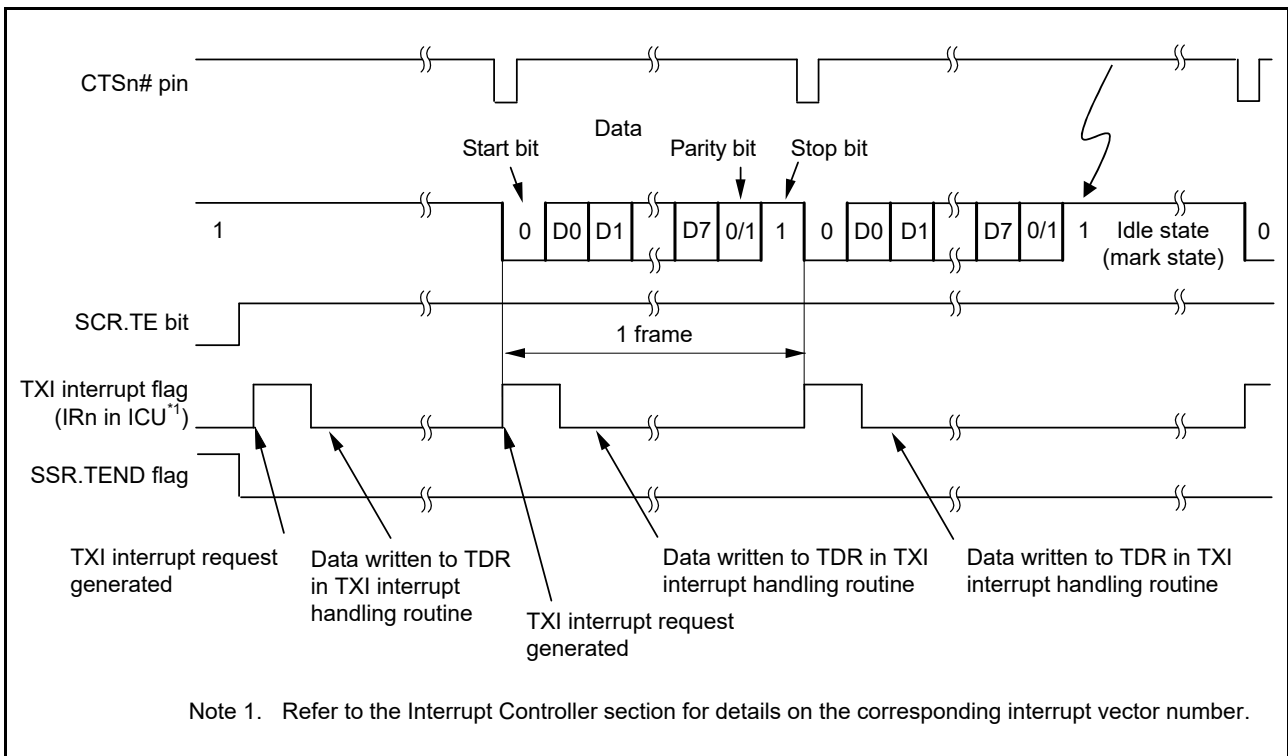 CTSn# pin
Data
Start bit
Parity bit
Stop bit
1
0
D0
D1
D7
0/1
1
0
D0
D1
D7
0/1
1
Idle state
(mark state)
0
SCR.TE bit
1 frame
TXI interrupt flag
(IRn in ICU*1)
SSR.TEND flag
TXI interrupt request
generated
Data written to TDR
in TXI interrupt
handling routine
TXI interrupt request
generated
Data written to TDR in TXI
interrupt handling routine
Data written to TDR in TXI
interrupt handling routine
Note 1. Refer to the Interrupt Controller section for details on the corresponding interrupt vector number.